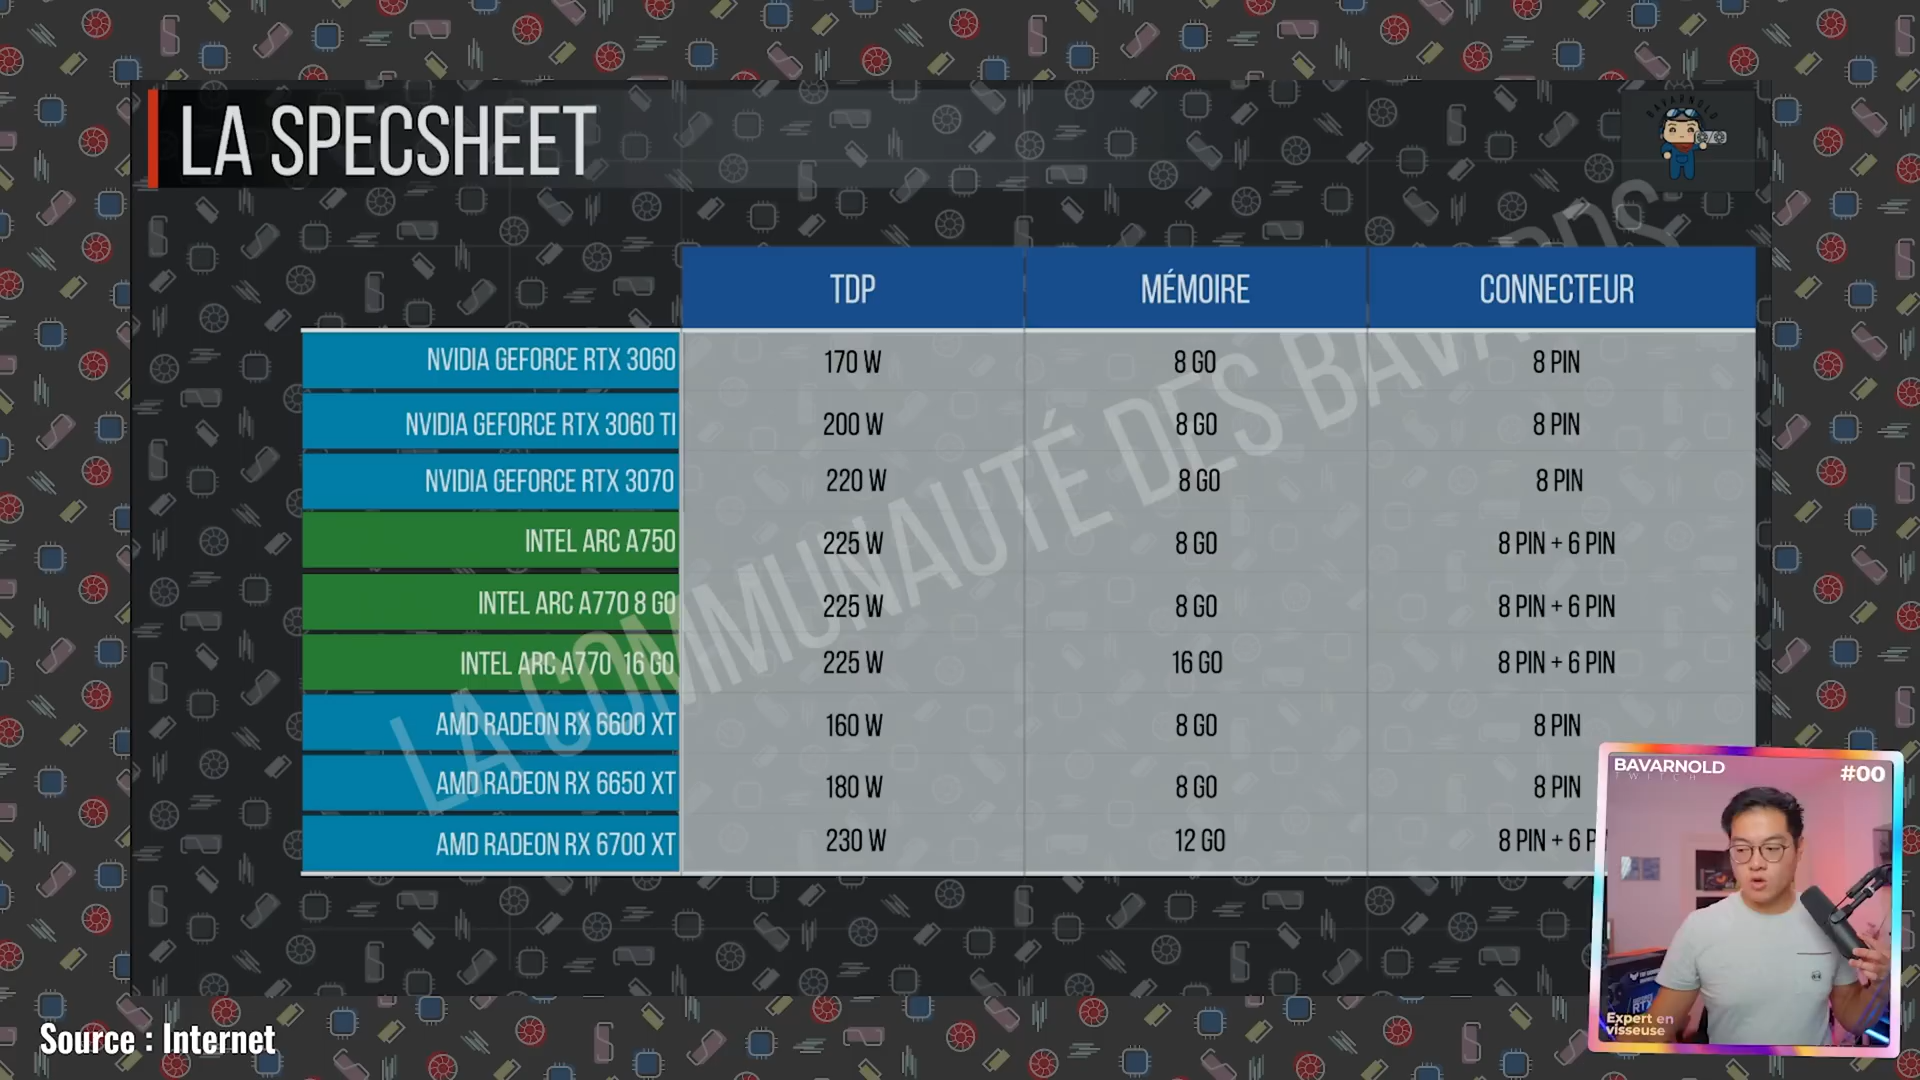 LA SPECSHEET
BAVARNOLD
TDP MÉMOIRE CONNECTEUR
NVIDIA GEFORCE RTX 3060 170 W 8 GO 8 PIN
NVIDIA GEFORCE RTX 3060 TI 200 W 8 GO 8 PIN
NVIDIA GEFORCE RTX 3070 220 W 8 GO 8 PIN
INTEL ARC A750 225 W 8 GO 8 PIN + 6 PIN
INTEL ARC A770 8 GO 225 W 8 GO 8 PIN + 6 PIN
INTEL ARC A770 16 GO 225 W 16 GO 8 PIN + 6 PIN
AMD RADEON RX 6600 XT 160 W 8 GO 8 PIN
AMD RADEON RX 6650 XT 180 W 8 GO 8 PIN
AMD RADEON RX 6700 XT 230 W 12 GO 8 PIN + 6 P
LA COMMUNAUTÉ DES BAVARDS
BAVARNOLD #00
TWITCH
Expert en
visseuse
Source : Internet